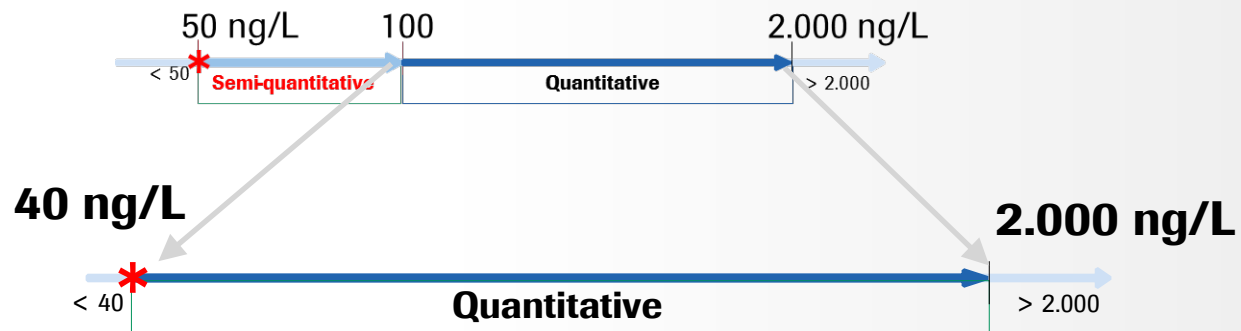 50 ng/L 100 2.000 ng/L
< 50 Semi-quantitative Quantitative > 2.000
40 ng/L 2.000 ng/L
< 40 Quantitative > 2.000